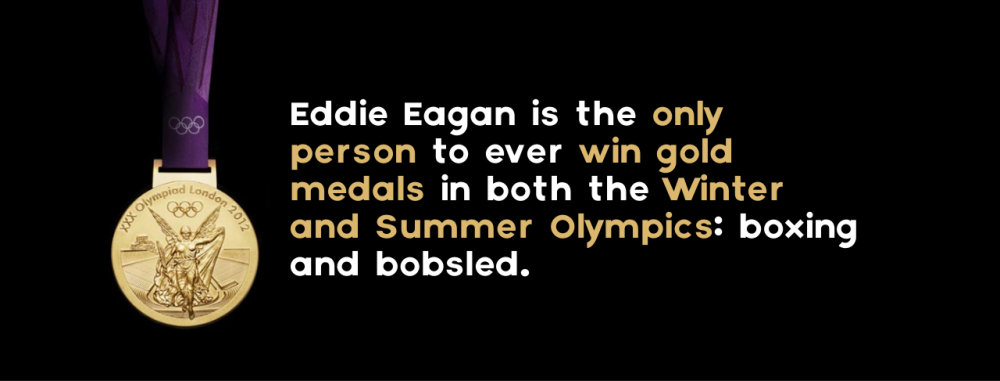 XXX Olympiad London 2012
Eddie Eagan is the only
person to ever win gold
medals in both the Winter
and Summer Olympics: boxing
and bobsled.